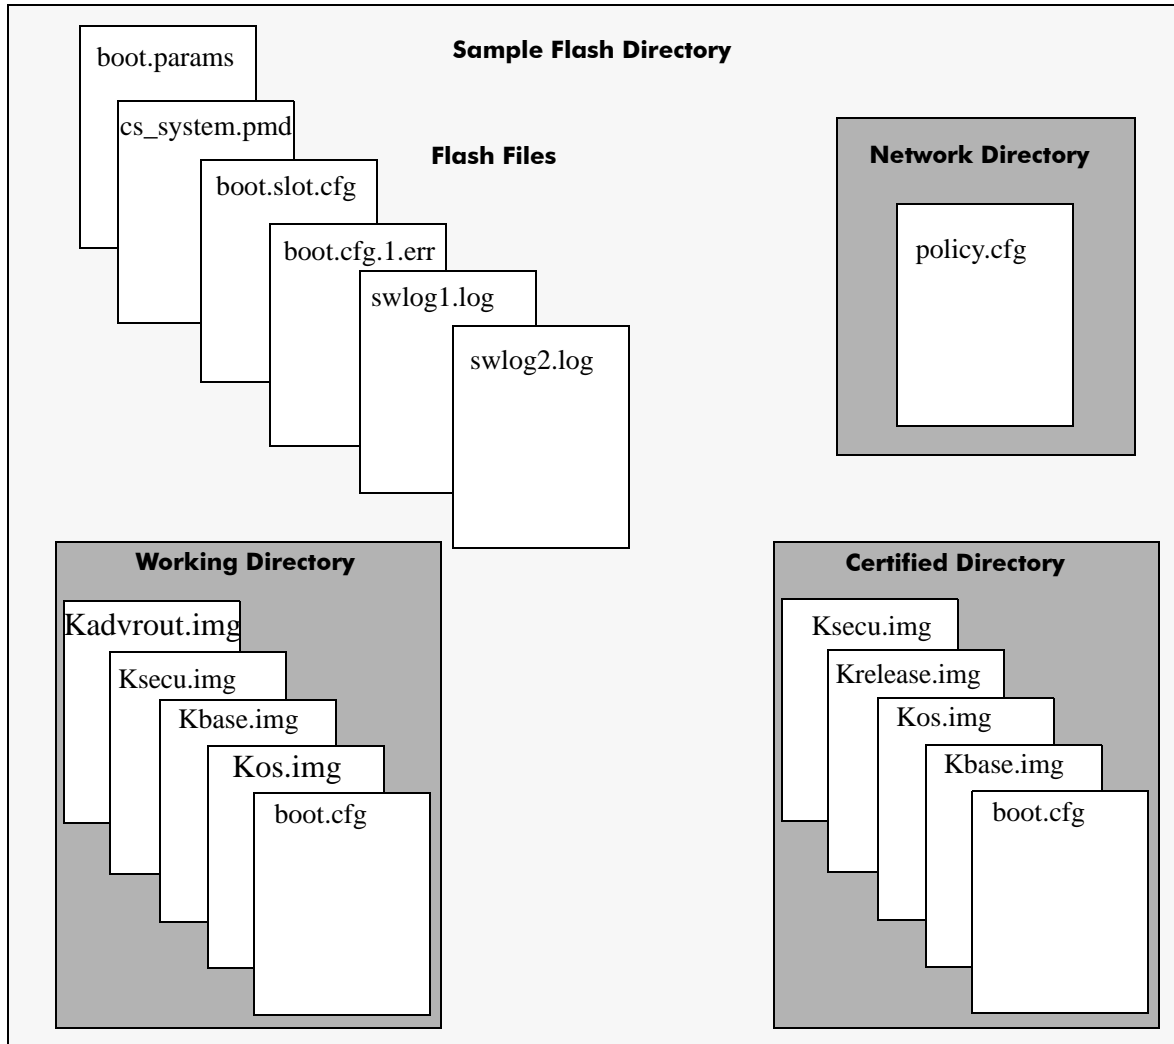 Sample Flash Directory
boot.params
cs_system.pmd
Flash Files
boot.slot.cfg
boot.cfg.1.err
swlog1.log
swlog2.log
Network Directory
policy.cfg
Working Directory
Kadvrout.img
Ksecu.img
Kbase.img
Kos.img
boot.cfg
Certified Directory
Ksecu.img
Krelease.img
Kos.img
Kbase.img
boot.cfg